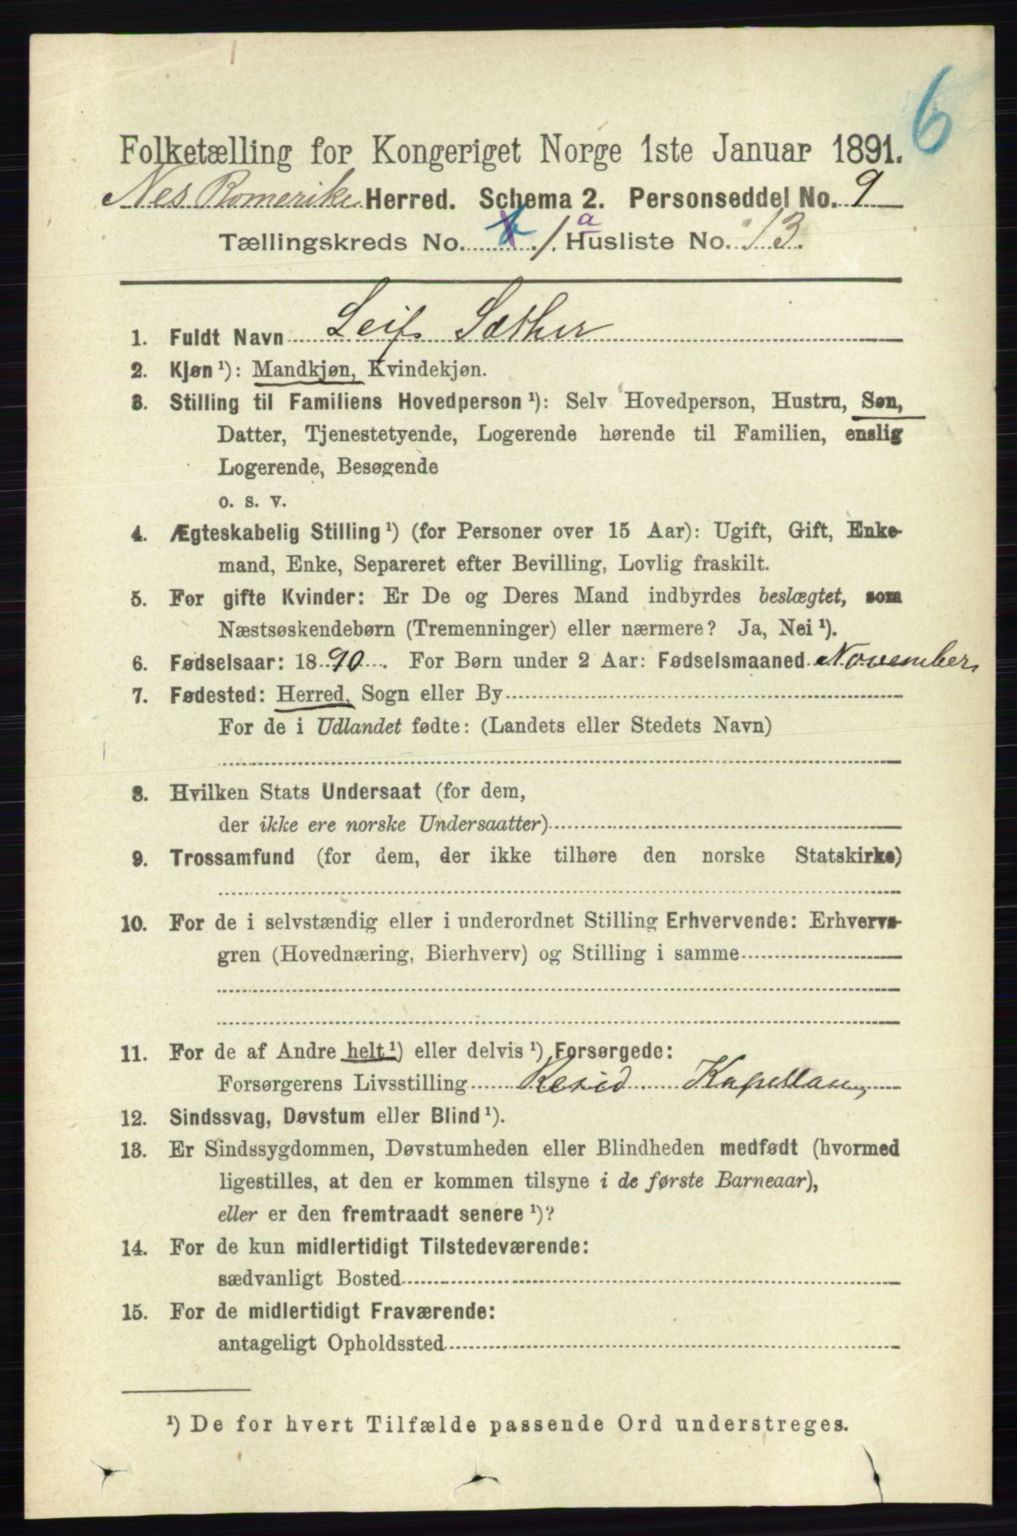 6
Folketælling for Kongeriget Norge 1ste Januar 1891.
Nes Romerike Herred. Schema 2. Personseddel No. 9
Tællingskreds No. 1. a Husliste No. 13.
1. Fuldt Navn Leif Sæther
2. Kjøn ¹): Mandkjøn, Kvindekjøn.
3. Stilling til Familiens Hovedperson ¹): Selv Hovedperson, Hustru, Søn,
Datter, Tjenestetyende, Logerende hørende til Familien, enslig
Logerende, Besøgende
o. s. v.
4. Ægteskabelig Stilling ¹) (for Personer over 15 Aar): Ugift, Gift, Enke-
mand, Enke, Separeret efter Bevilling, Lovlig fraskilt.
5. For gifte Kvinder: Er De og Deres Mand indbyrdes beslægtet, som
Næstsøskendebørn (Tremenninger) eller nærmere? Ja, Nei ¹).
6. Fødselsaar: 1890. For Børn under 2 Aar: Fødselsmaaned November
7. Fødested: Herred, Sogn eller By
For de i Udlandet fødte: (Landets eller Stedets Navn)
8. Hvilken Stats Undersaat (for dem,
der ikke ere norske Undersaatter)
9. Trossamfund (for dem, der ikke tilhøre den norske Statskirke)
10. For de i selvstændig eller i underordnet Stilling Erhvervende: Erhvervs-
gren (Hovednæring, Bierhverv) og Stilling i samme
11. For de af Andre helt ¹) eller delvis ¹) Forsørgede:
Forsørgerens Livsstilling Resid Kapellan,
12. Sindssvag, Døvstum eller Blind ¹).
13. Er Sindssygdommen, Døvstumheden eller Blindheden medfødt (hvormed
ligestilles, at den er kommen tilsyne i de første Barneaar),
eller er den fremtraadt senere ¹)?
14. For de kun midlertidigt Tilstedeværende:
sædvanligt Bosted
15. For de midlertidigt Fraværende:
antageligt Opholdssted
¹) De for hvert Tilfælde passende Ord understreges.